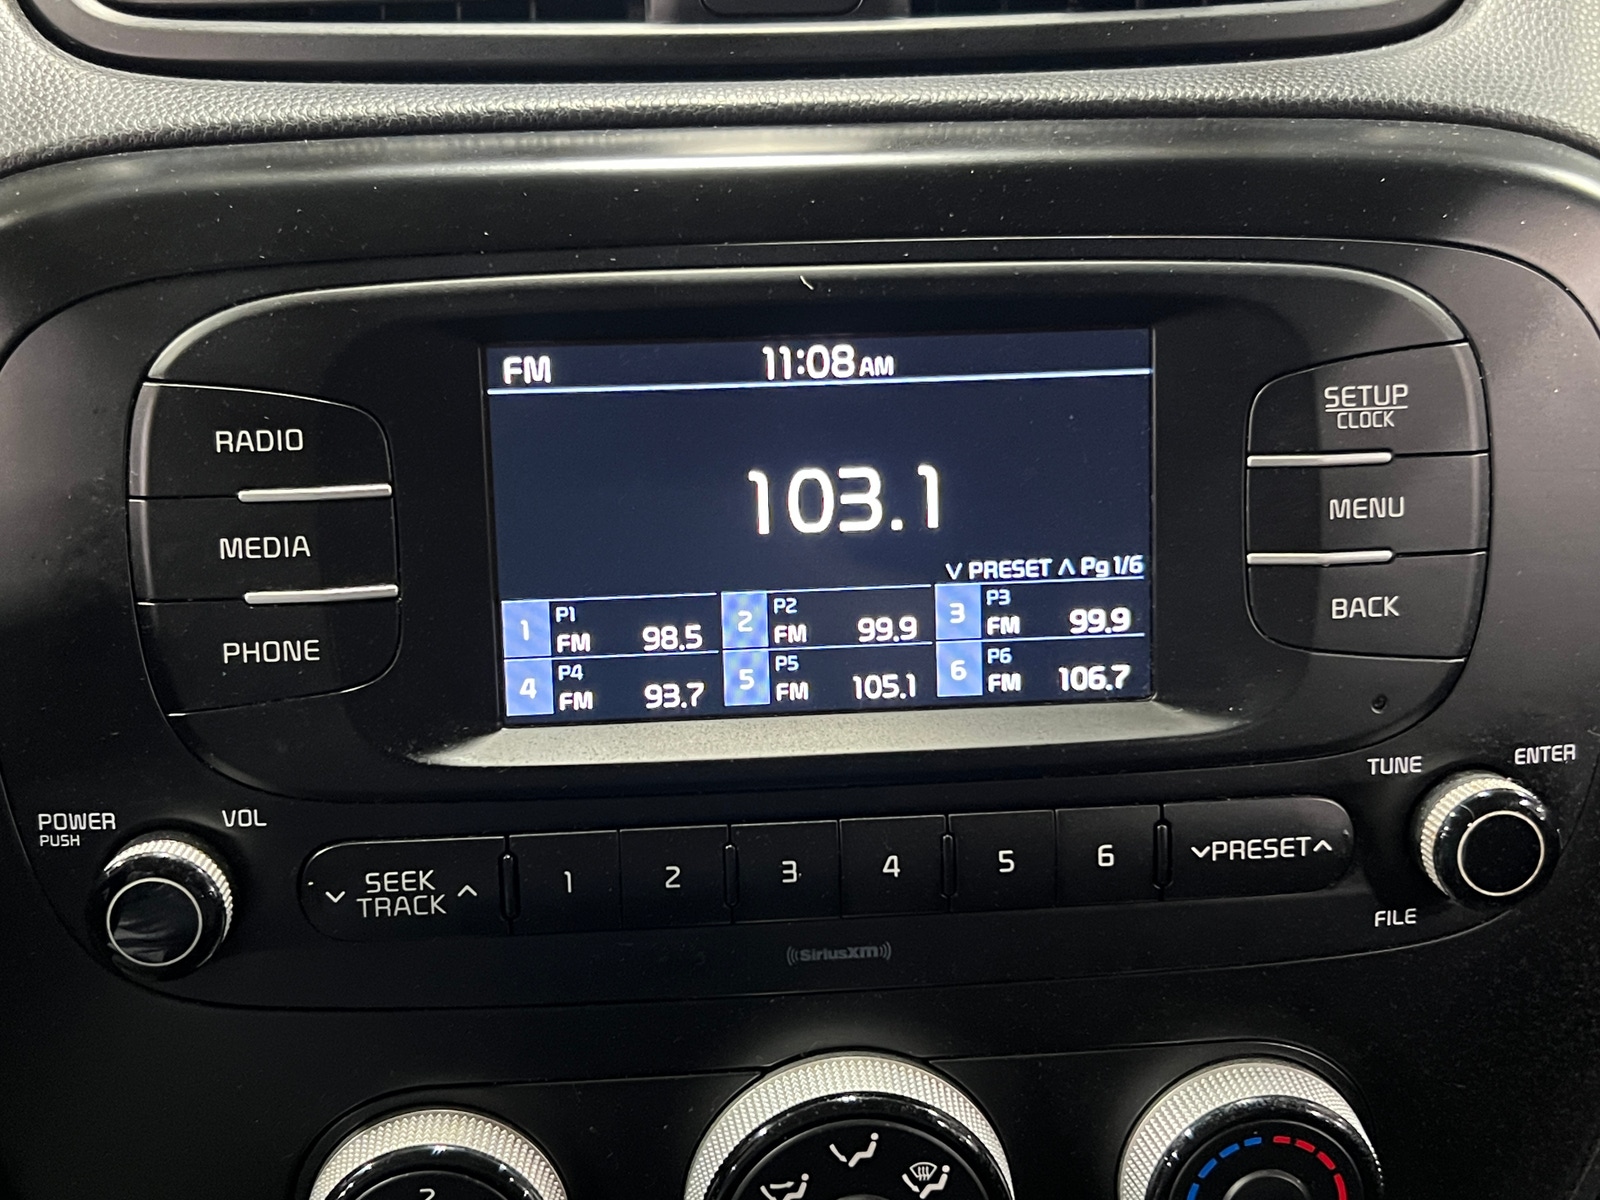 FM 11:08 AM
103.1
∨ PRESET ∧ Pg 1/6
1 P1 FM 98.5
2 P2 FM 99.9
3 P3 FM 99.9
4 P4 FM 93.7
5 P5 FM 105.1
6 P6 FM 106.7
RADIO
MEDIA
PHONE
SETUP
CLOCK
MENU
BACK
POWER
PUSH
VOL
∨ SEEK ∧
TRACK
1 2 3 4 5 6
∨PRESET∧
TUNE
ENTER
FILE
SiriusXM
2